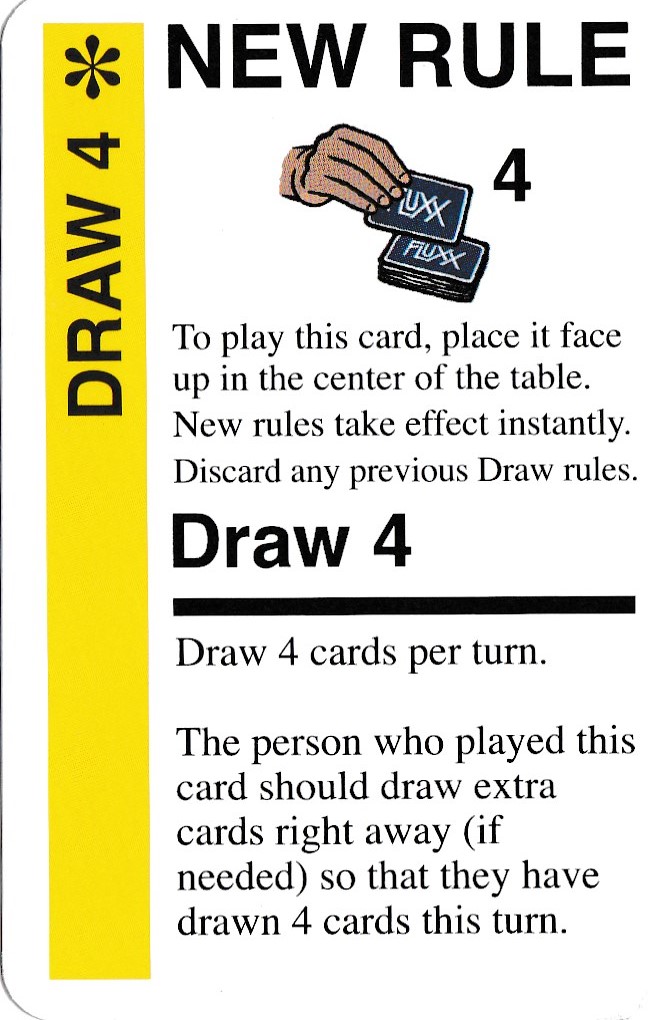 DRAW 4 *
NEW RULE
4
FLUXX
FLUXX
To play this card, place it face
up in the center of the table.
New rules take effect instantly.
Discard any previous Draw rules.
Draw 4
Draw 4 cards per turn.
The person who played this
card should draw extra
cards right away (if
needed) so that they have
drawn 4 cards this turn.